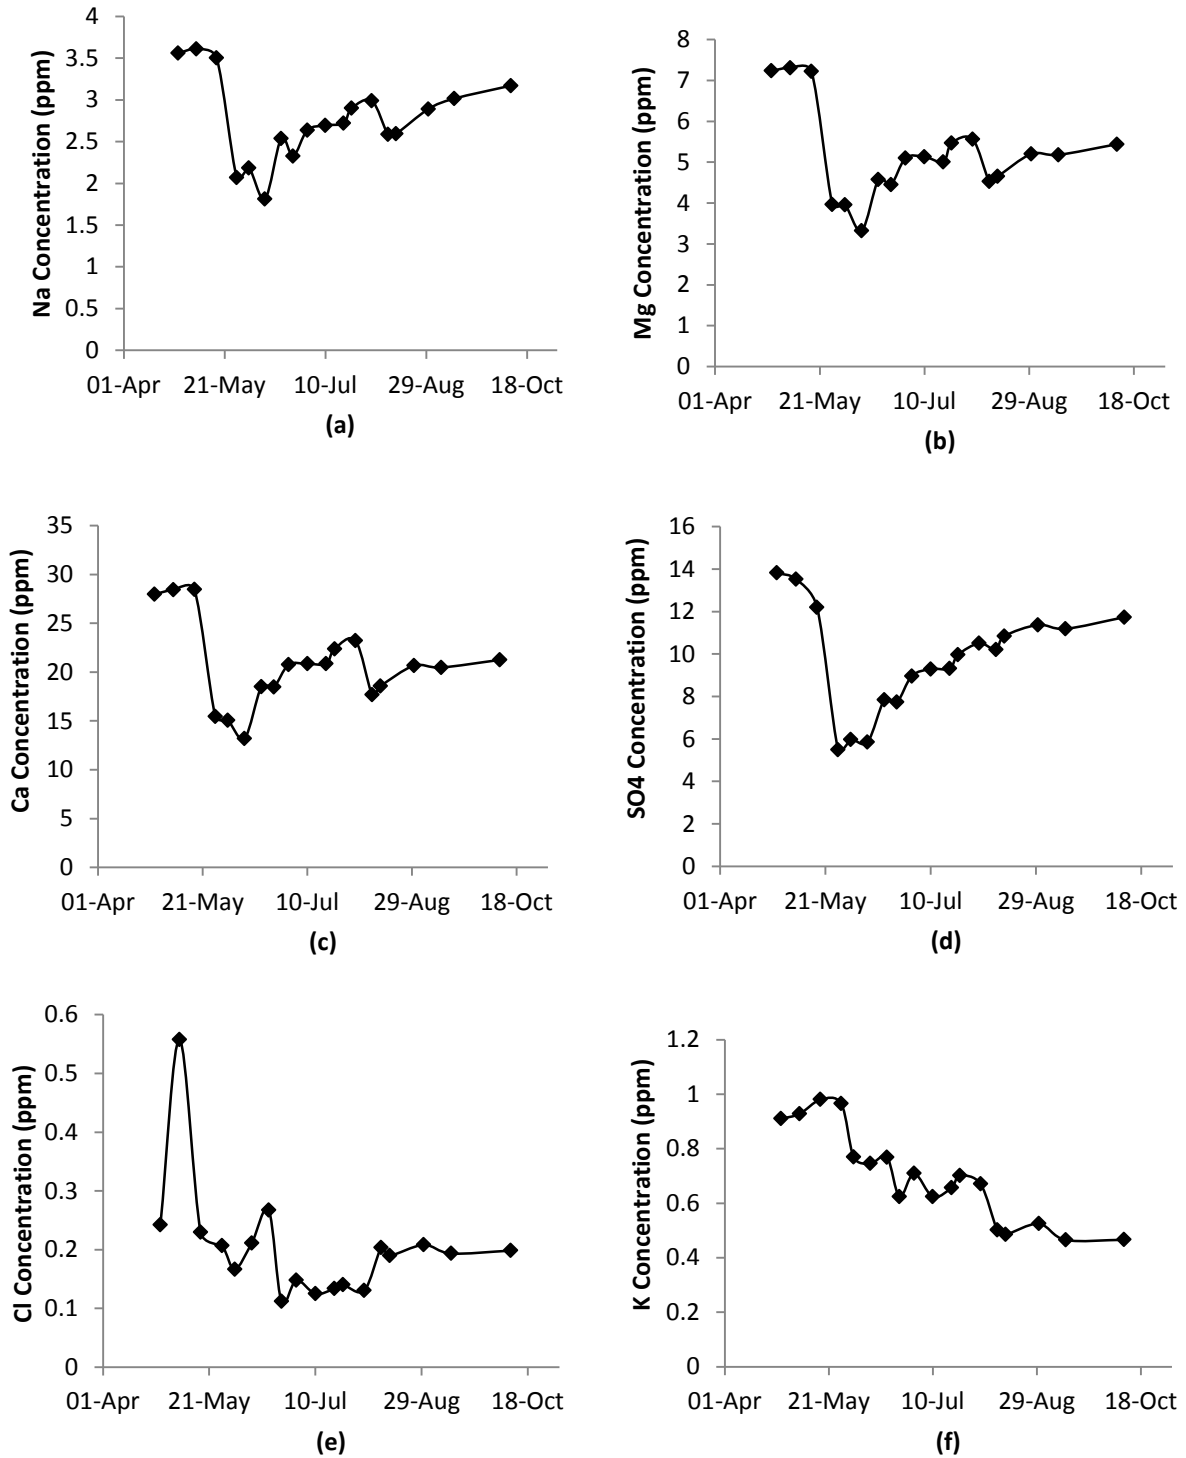 Na Concentration (ppm)
4
3.5
3
2.5
2
1.5
1
0.5
0
01-Apr 21-May 10-Jul 29-Aug 18-Oct
(a)
Mg Concentration (ppm)
8
7
6
5
4
3
2
1
0
01-Apr 21-May 10-Jul 29-Aug 18-Oct
(b)
Ca Concentration (ppm)
35
30
25
20
15
10
5
0
01-Apr 21-May 10-Jul 29-Aug 18-Oct
(c)
SO4 Concentration (ppm)
16
14
12
10
8
6
4
2
0
01-Apr 21-May 10-Jul 29-Aug 18-Oct
(d)
Cl Concentration (ppm)
0.6
0.5
0.4
0.3
0.2
0.1
0
01-Apr 21-May 10-Jul 29-Aug 18-Oct
(e)
K Concentration (ppm)
1.2
1
0.8
0.6
0.4
0.2
0
01-Apr 21-May 10-Jul 29-Aug 18-Oct
(f)